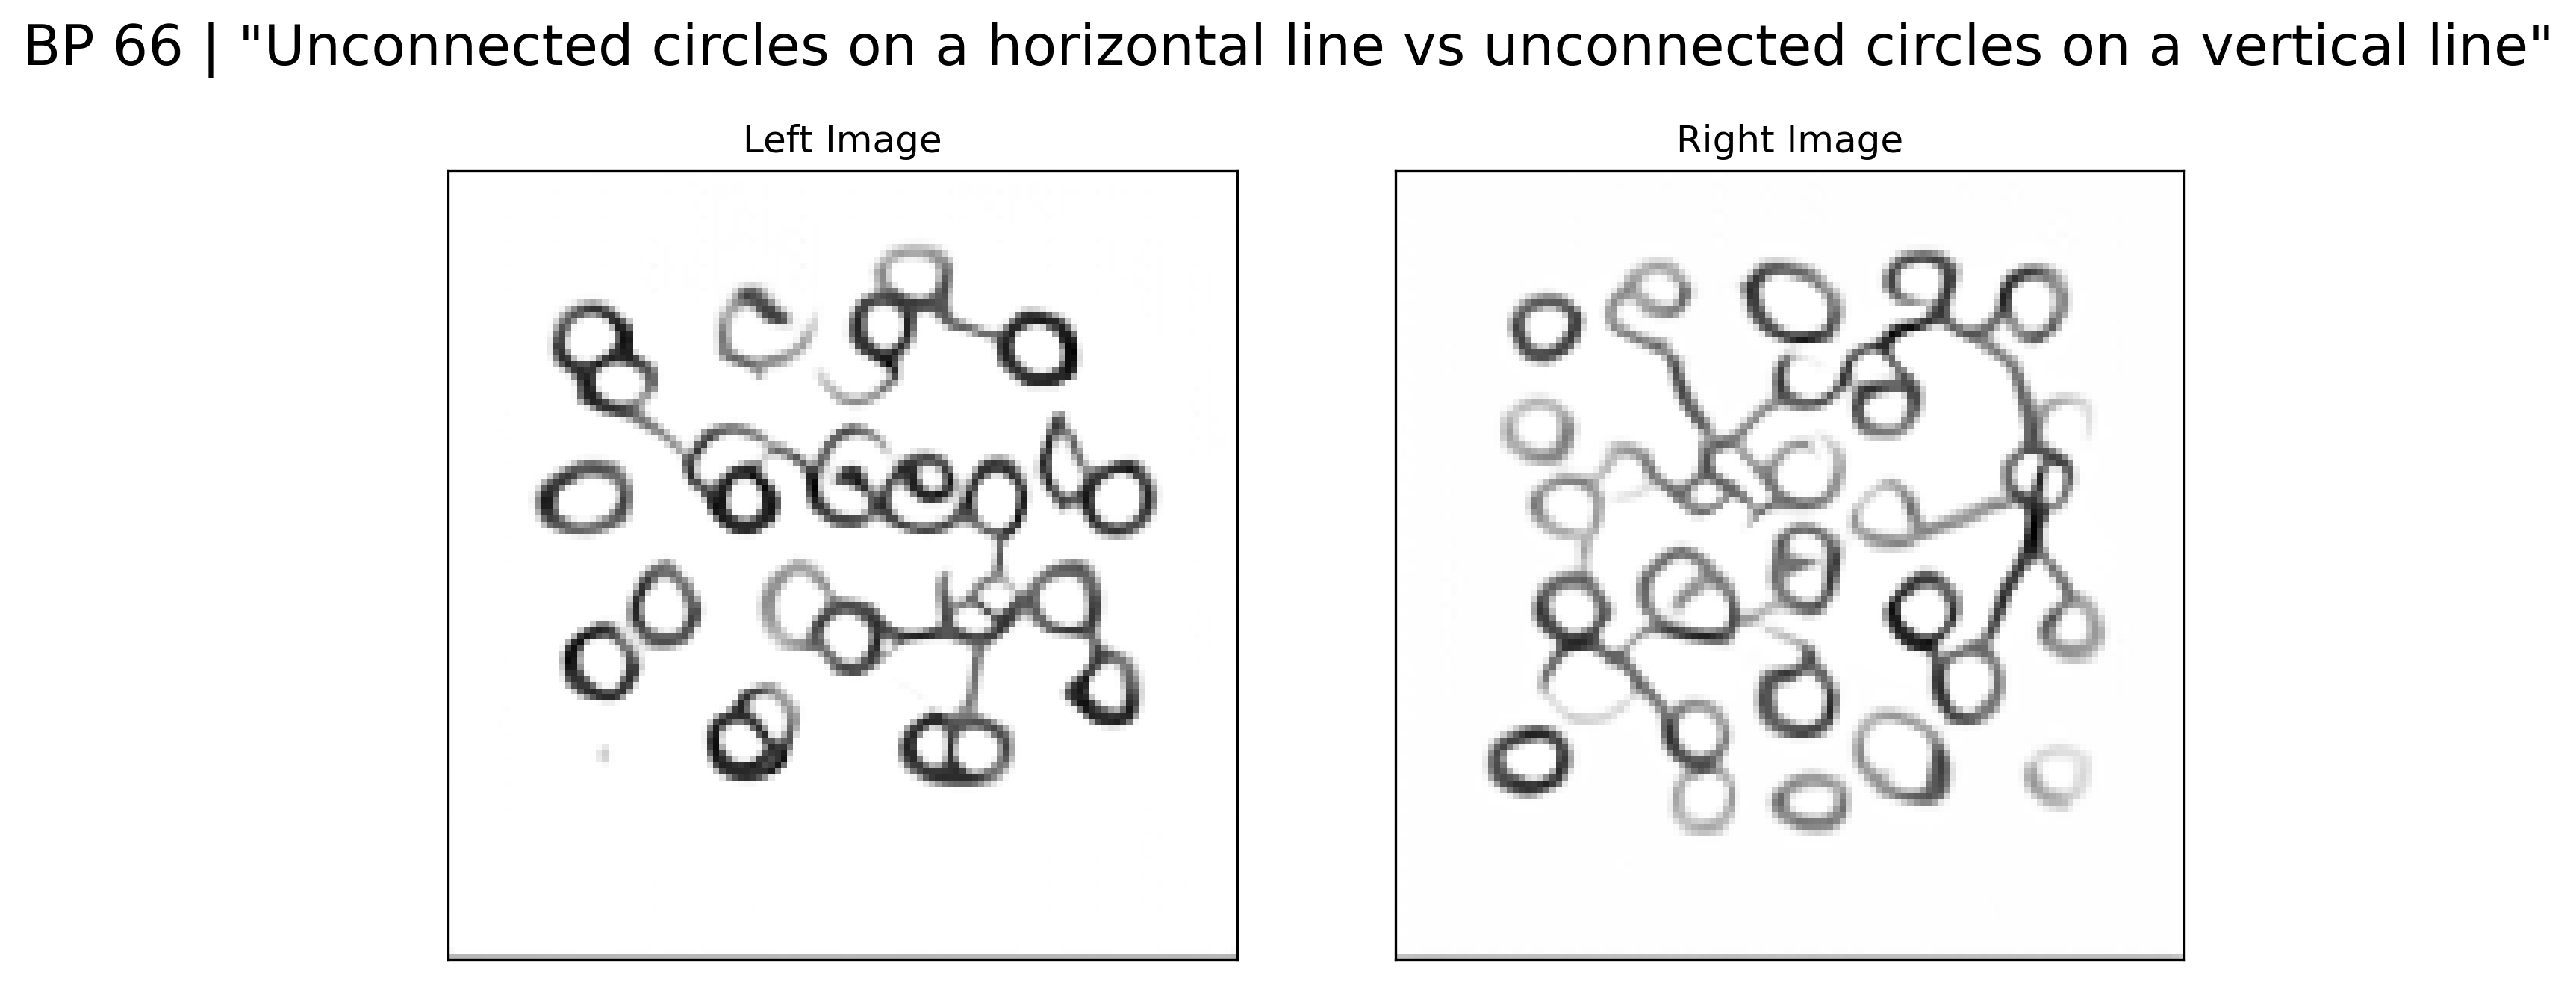 BP 66 | "Unconnected circles on a horizontal line vs unconnected circles on a vertical line"
Left Image
Right Image